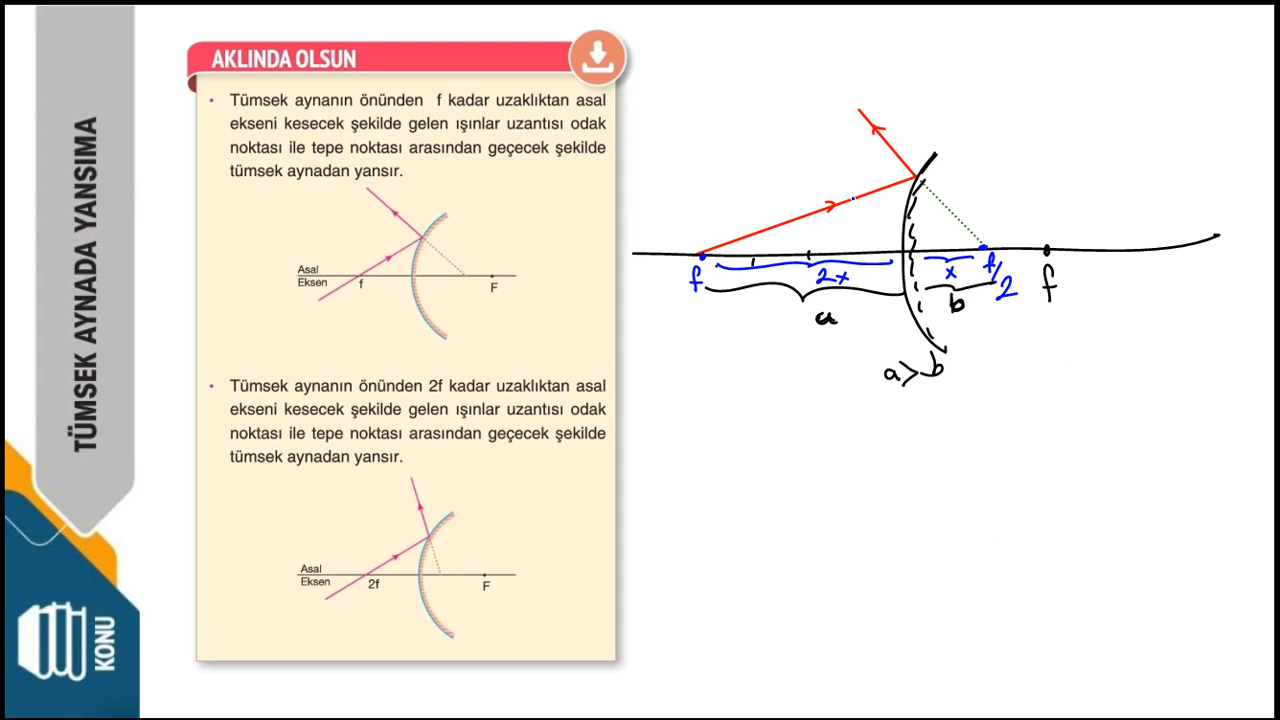 TÜMSEK AYNADA YANSIMA
KONU
AKLINDA OLSUN
• Tümsek aynanın önünden f kadar uzaklıktan asal
ekseni kesecek şekilde gelen ışınlar uzantısı odak
noktası ile tepe noktası arasından geçecek şekilde
tümsek aynadan yansır.
Asal
Eksen
f
F
• Tümsek aynanın önünden 2f kadar uzaklıktan asal
ekseni kesecek şekilde gelen ışınlar uzantısı odak
noktası ile tepe noktası arasından geçecek şekilde
tümsek aynadan yansır.
Asal
Eksen
2f
F
f
2x
x
f/2
f
a
b
a>b